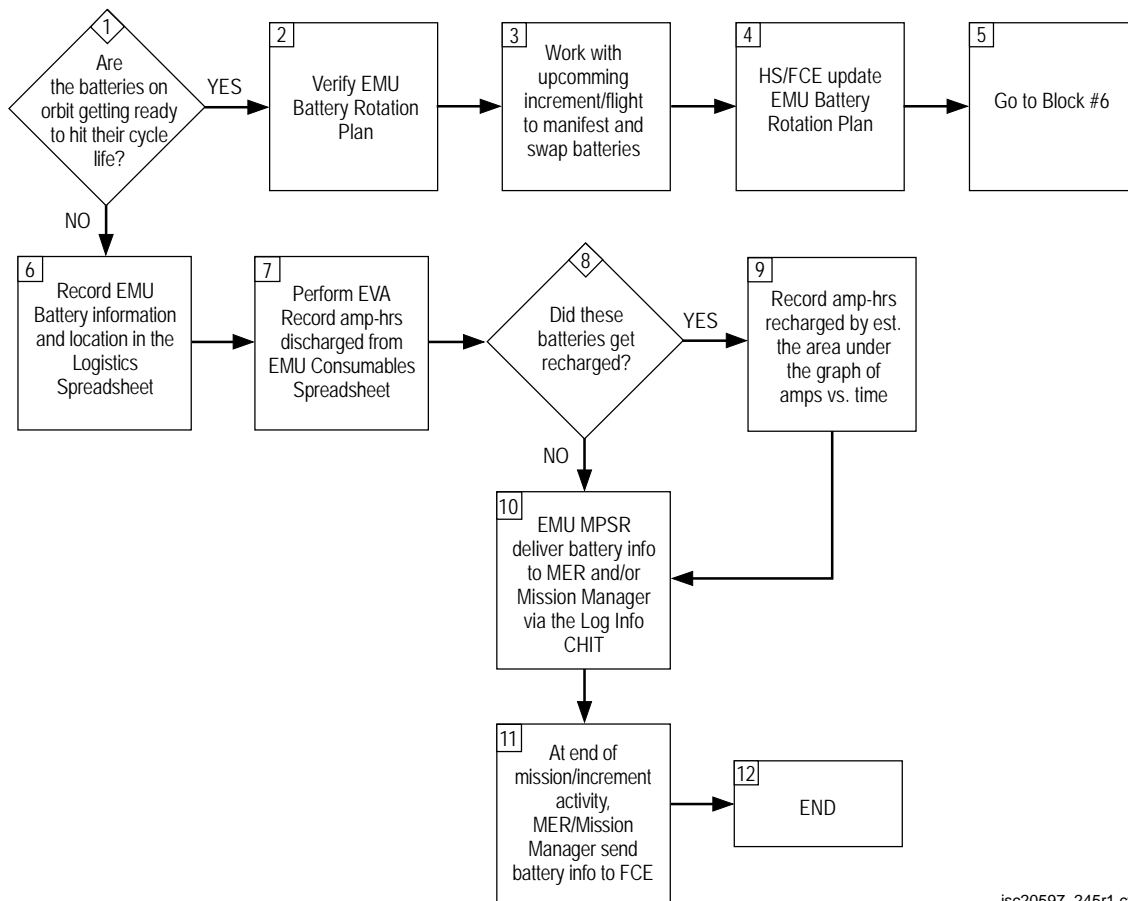 1
Are
the batteries on
orbit getting ready
to hit their cycle
life?
YES
2
Verify EMU
Battery Rotation
Plan
3
Work with
upcomming
increment/flight
to manifest and
swap batteries
4
HS/FCE update
EMU Battery
Rotation Plan
5
Go to Block #6
NO
6
Record EMU
Battery information
and location in the
Logistics
Spreadsheet
7
Perform EVA
Record amp-hrs
discharged from
EMU Consumables
Spreadsheet
8
Did these
batteries get
recharged?
YES
9
Record amp-hrs
recharged by est.
the area under
the graph of
amps vs. time
NO
10
EMU MPSR
deliver battery info
to MER and/or
Mission Manager
via the Log Info
CHIT
11
At end of
mission/increment
activity,
MER/Mission
Manager send
battery info to FCE
12
END